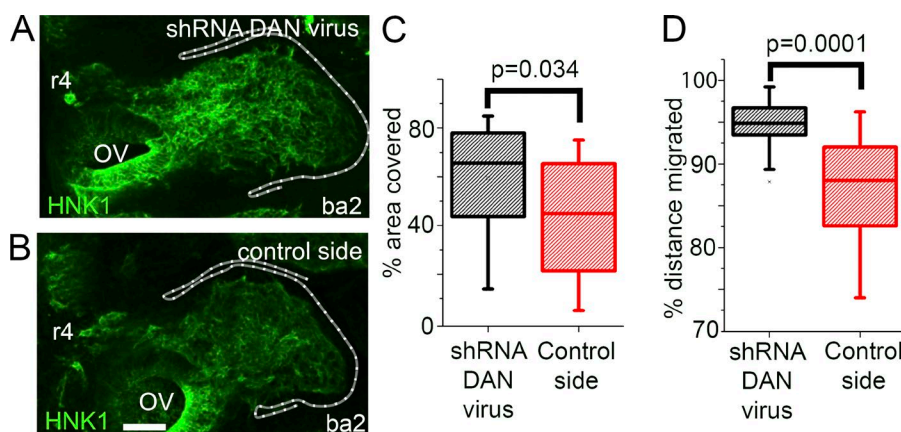 A
shRNA DAN virus
r4
OV
HNK1
ba2
B
control side
r4
OV
HNK1
ba2
C
p=0.034
% area covered
80
40
0
shRNA
DAN
virus
Control
side
D
p=0.0001
% distance migrated
100
90
80
70
shRNA
DAN
virus
Control
side